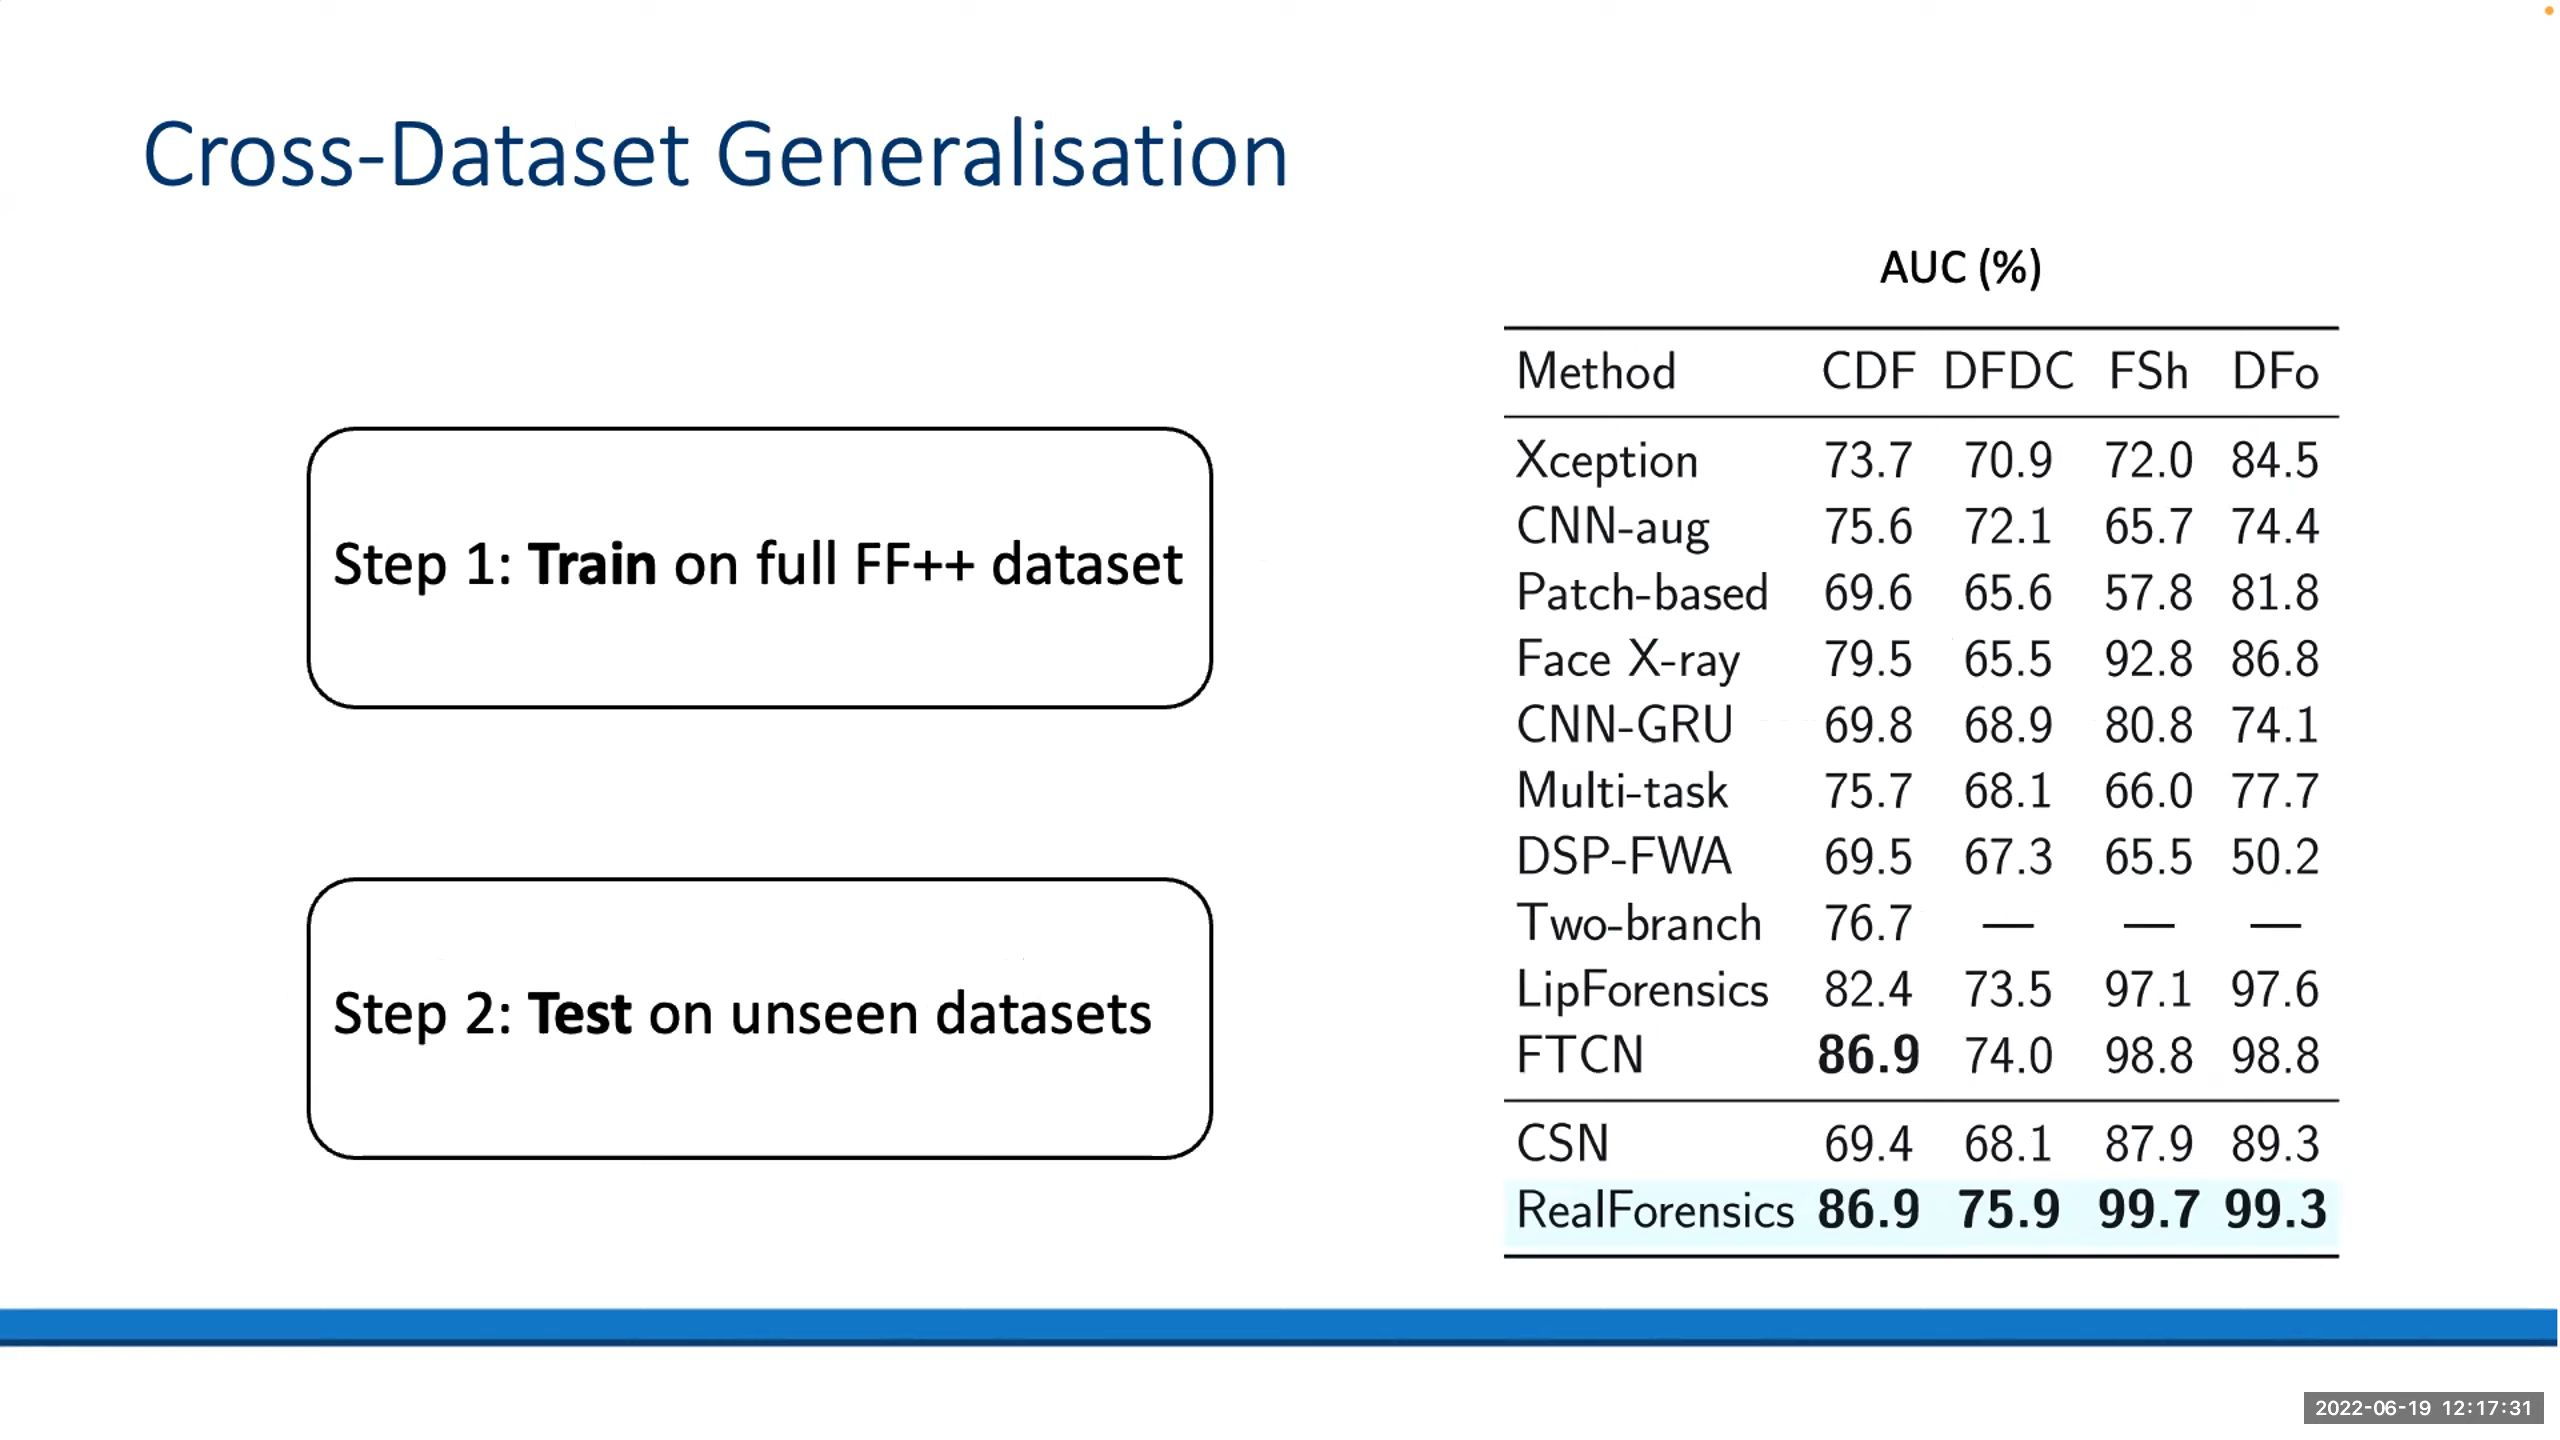 Cross-Dataset Generalisation
Step 1: Train on full FF++ dataset
Step 2: Test on unseen datasets
AUC (%)
Method CDF DFDC FSh DFo
Xception 73.7 70.9 72.0 84.5
CNN-aug 75.6 72.1 65.7 74.4
Patch-based 69.6 65.6 57.8 81.8
Face X-ray 79.5 65.5 92.8 86.8
CNN-GRU 69.8 68.9 80.8 74.1
Multi-task 75.7 68.1 66.0 77.7
DSP-FWA 69.5 67.3 65.5 50.2
Two-branch 76.7 — — —
LipForensics 82.4 73.5 97.1 97.6
FTCN 86.9 74.0 98.8 98.8
CSN 69.4 68.1 87.9 89.3
RealForensics 86.9 75.9 99.7 99.3
2022-06-19 12:17:31